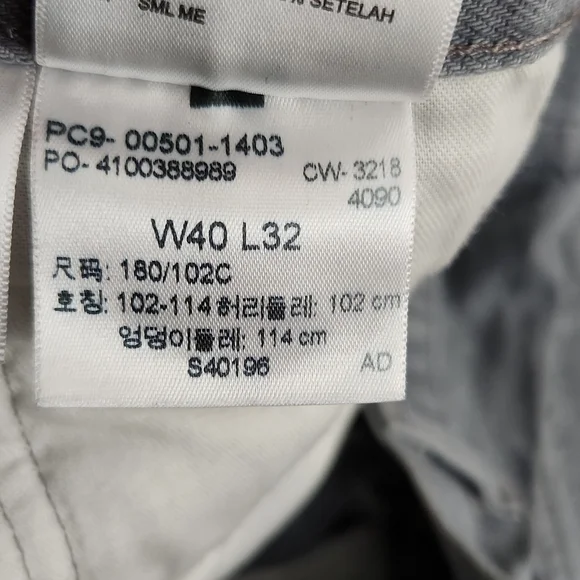 SML ME
SETELAH
PC9- 00501-1403
PO- 4100388989 CW- 3218
4090
W40 L32
尺码: 180/102C
호칭: 102-114 허리둘레: 102 cm
엉덩이둘레: 114 cm
S40196 AD